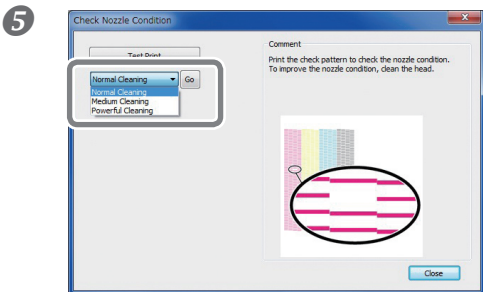 5
Check Nozzle Condition
Test Print
Normal Cleaning
Go
Normal Cleaning
Medium Cleaning
Powerful Cleaning
Comment
Print the check pattern to check the nozzle condition.
To improve the nozzle condition, clean the head.
Close